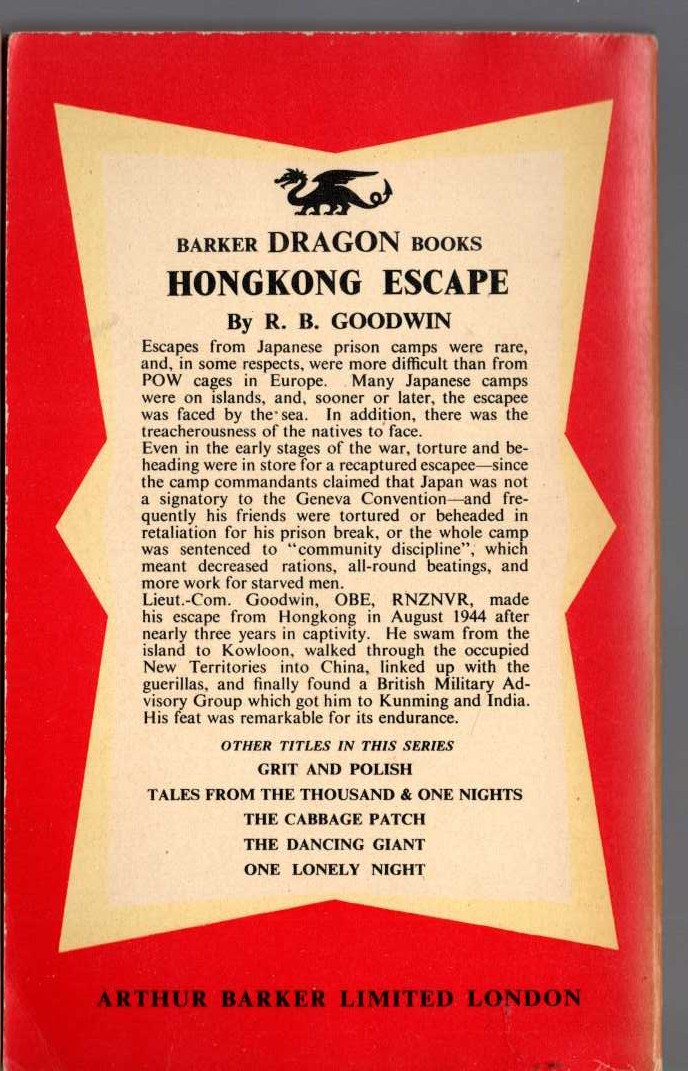 BARKER DRAGON BOOKS
HONGKONG ESCAPE
By R. B. GOODWIN
Escapes from Japanese prison camps were rare,
and, in some respects, were more difficult than from
POW cages in Europe. Many Japanese camps
were on islands, and, sooner or later, the escapee
was faced by the sea. In addition, there was the
treacherousness of the natives to face.
Even in the early stages of the war, torture and be-
heading were in store for a recaptured escapee—since
the camp commandants claimed that Japan was not
a signatory to the Geneva Convention—and fre-
quently his friends were tortured or beheaded in
retaliation for his prison break, or the whole camp
was sentenced to "community discipline", which
meant decreased rations, all-round beatings, and
more work for starved men.
Lieut.-Com. Goodwin, OBE, RNZNVR, made
his escape from Hongkong in August 1944 after
nearly three years in captivity. He swam from the
island to Kowloon, walked through the occupied
New Territories into China, linked up with the
guerillas, and finally found a British Military Ad-
visory Group which got him to Kunming and India.
His feat was remarkable for its endurance.
OTHER TITLES IN THIS SERIES
GRIT AND POLISH
TALES FROM THE THOUSAND & ONE NIGHTS
THE CABBAGE PATCH
THE DANCING GIANT
ONE LONELY NIGHT
ARTHUR BARKER LIMITED LONDON